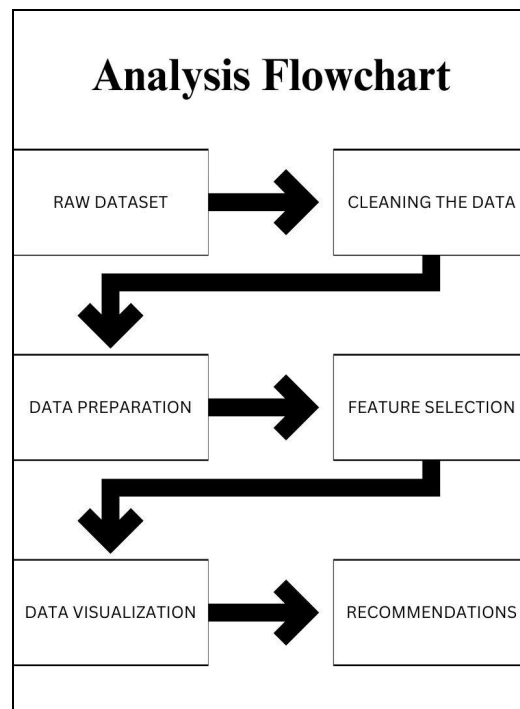 Analysis Flowchart
RAW DATASET
CLEANING THE DATA
DATA PREPARATION
FEATURE SELECTION
DATA VISUALIZATION
RECOMMENDATIONS